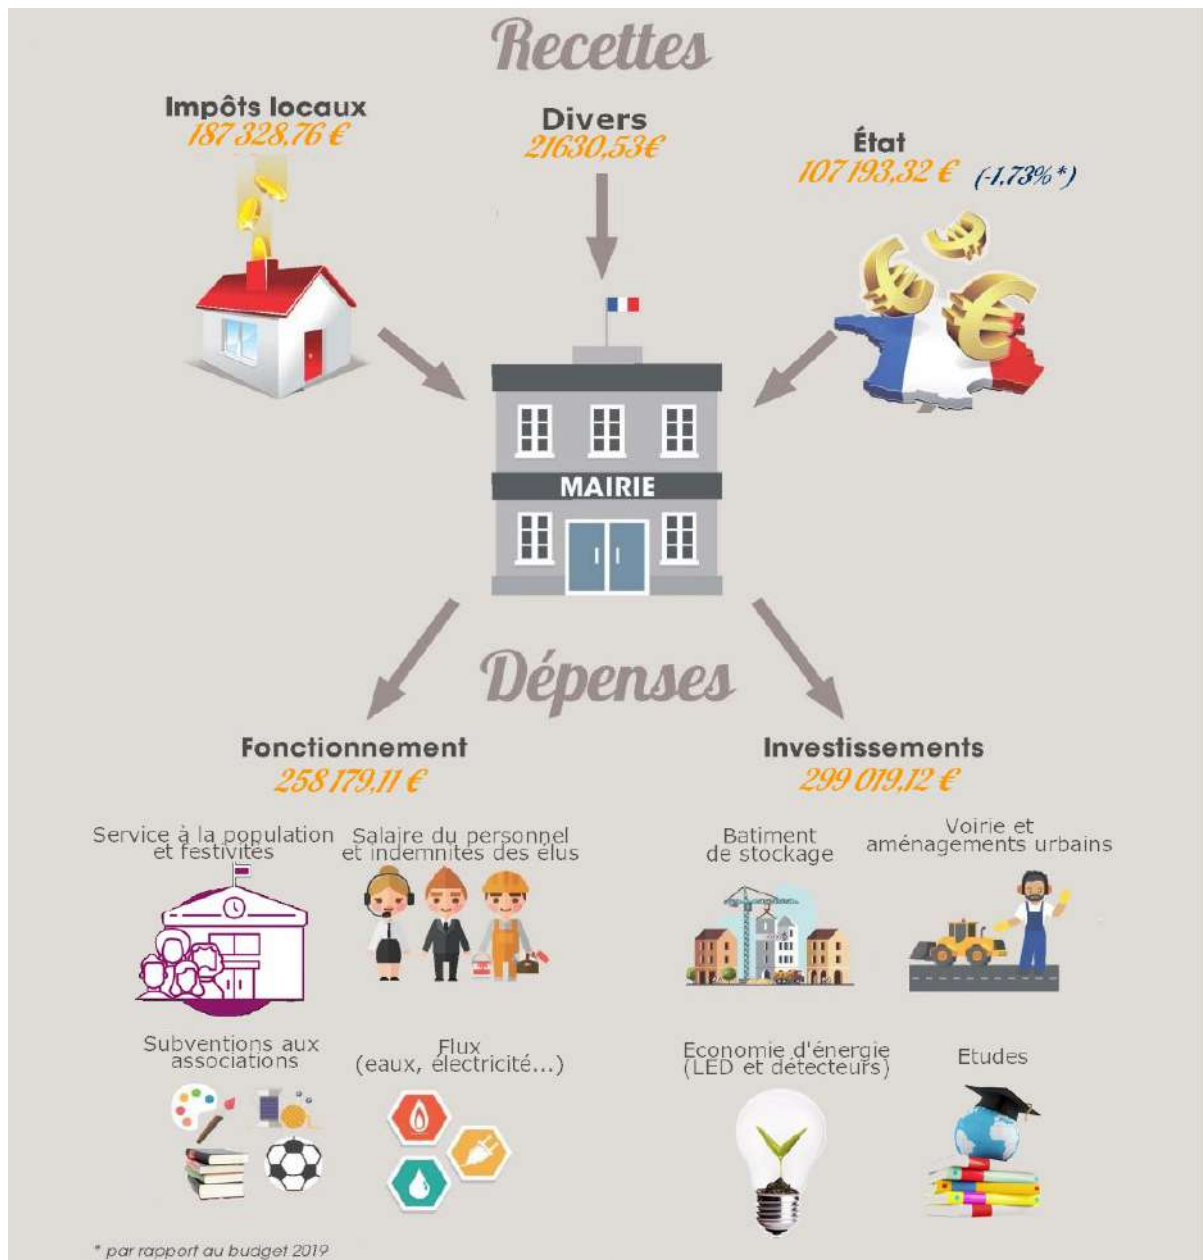 Recettes
Impôts locaux
187 328,76 €
Divers
21630,53€
État
107 193,32 € (-1,73%*)
MAIRIE
Dépenses
Fonctionnement
258 179,11 €
Investissements
299 019,12 €
Service à la population
et festivités
Salaire du personnel
et indemnités des élus
Batiment
de stockage
Voirie et
aménagements urbains
Subventions aux
associations
Flux
(eaux, électricité...)
Economie d'énergie
(LED et détecteurs)
Etudes
* par rapport au budget 2019